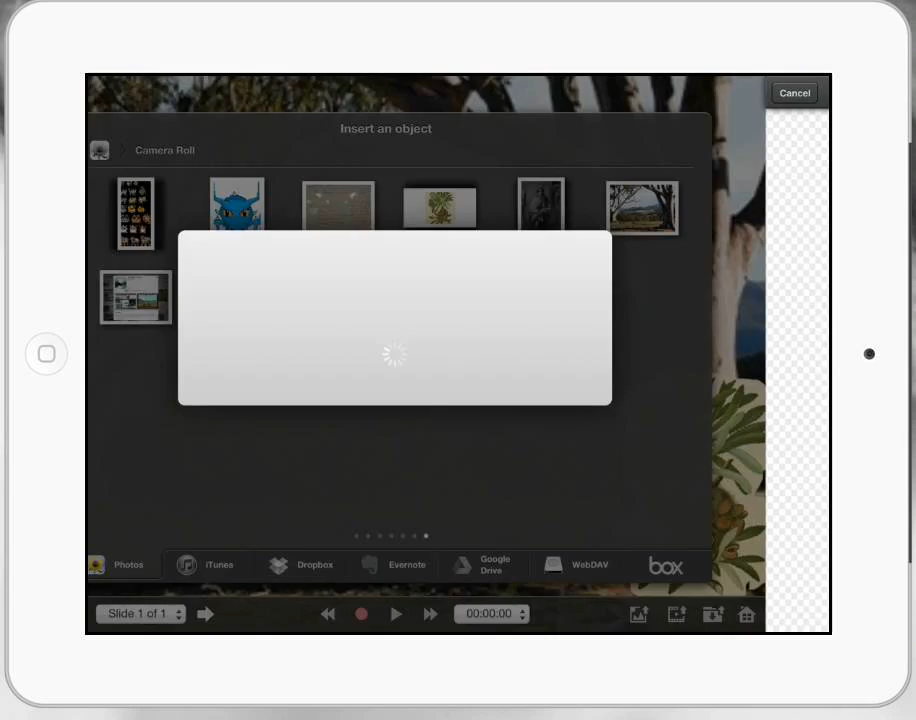 Cancel
Insert an object
Camera Roll
Photos
iTunes
Dropbox
Evernote
Google
Drive
WebDAV
box
Slide 1 of 1
00:00:00